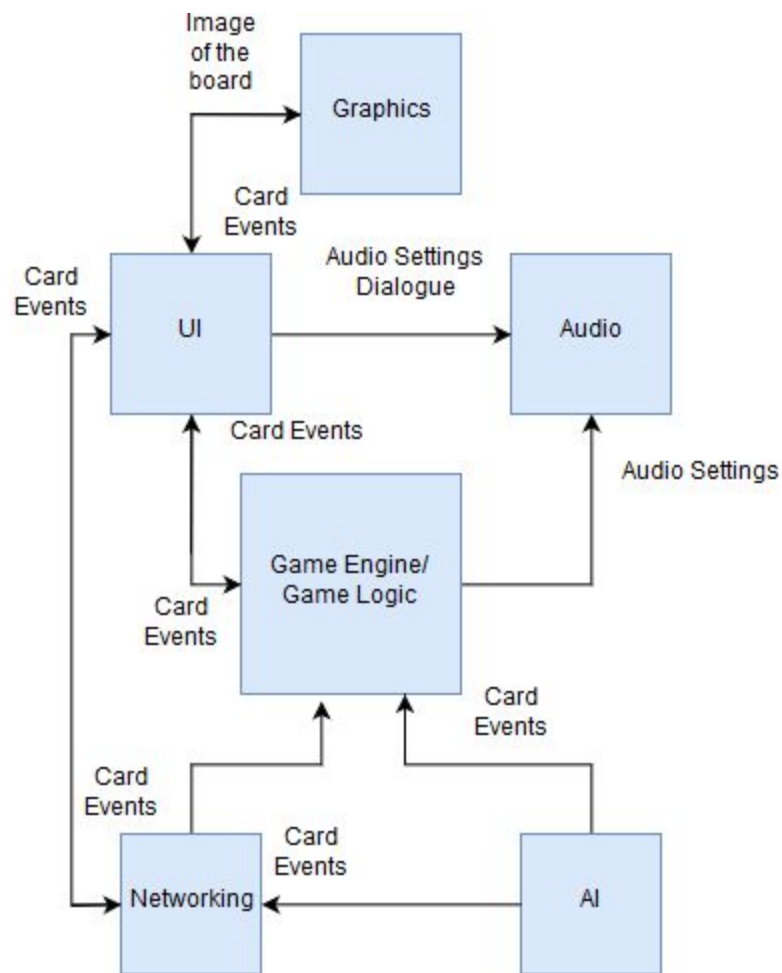 Image
of the
board
Graphics
Card
Events
Audio Settings
Dialogue
Card
Events
UI
Audio
Card Events
Audio Settings
Game Engine/
Game Logic
Card
Events
Card
Events
Card
Events
Card
Events
Networking
AI